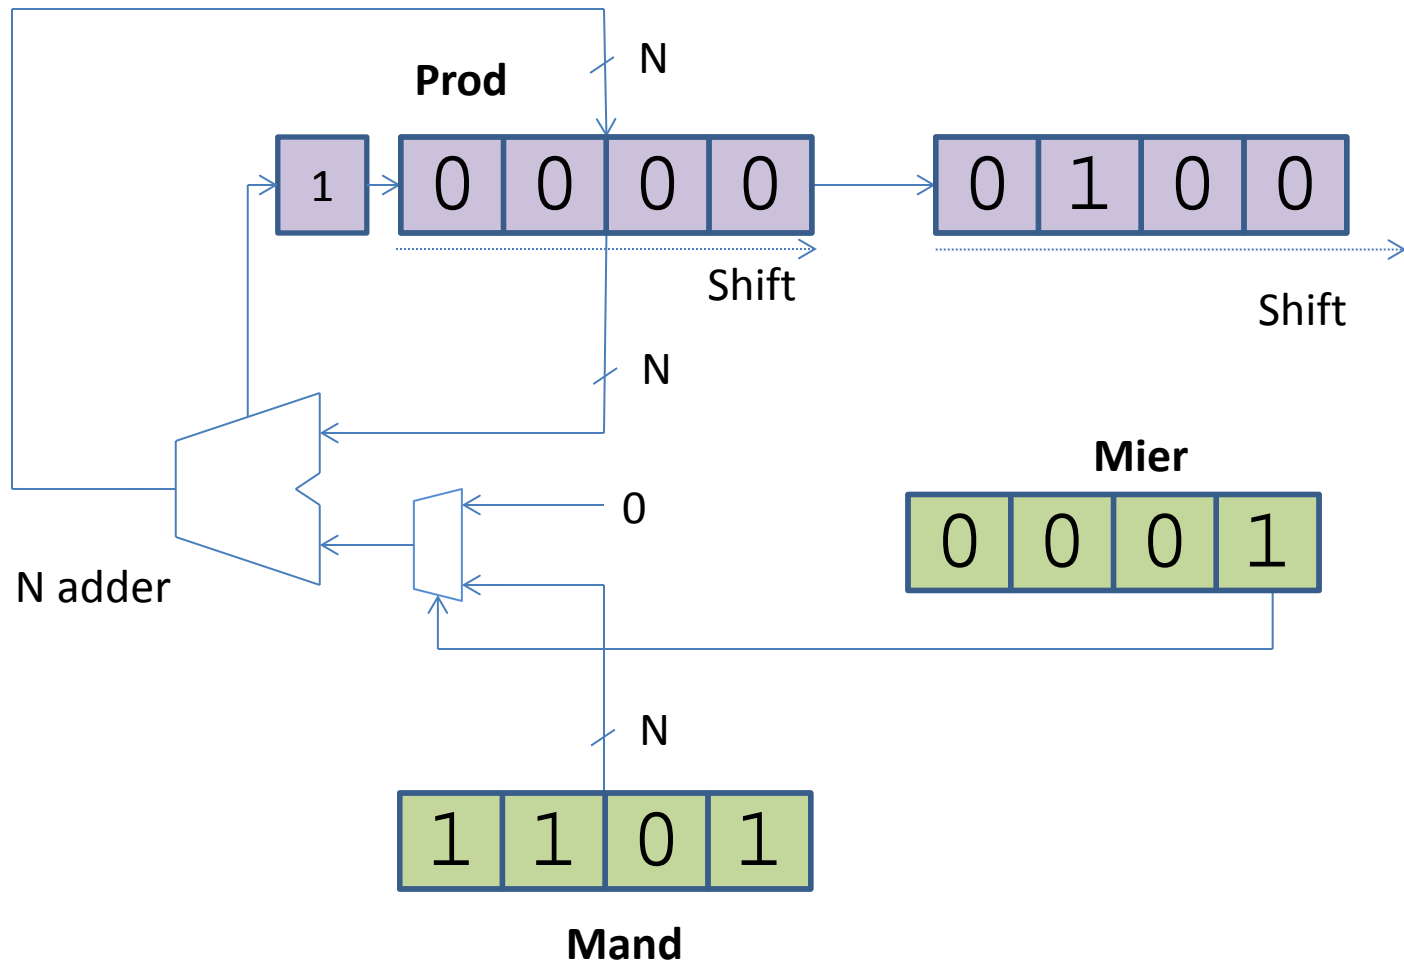 N
Prod
1 0 0 0 0 0 1 0 0
Shift
Shift
N
Mier
0
0 0 0 1
N adder
N
1 1 0 1
Mand